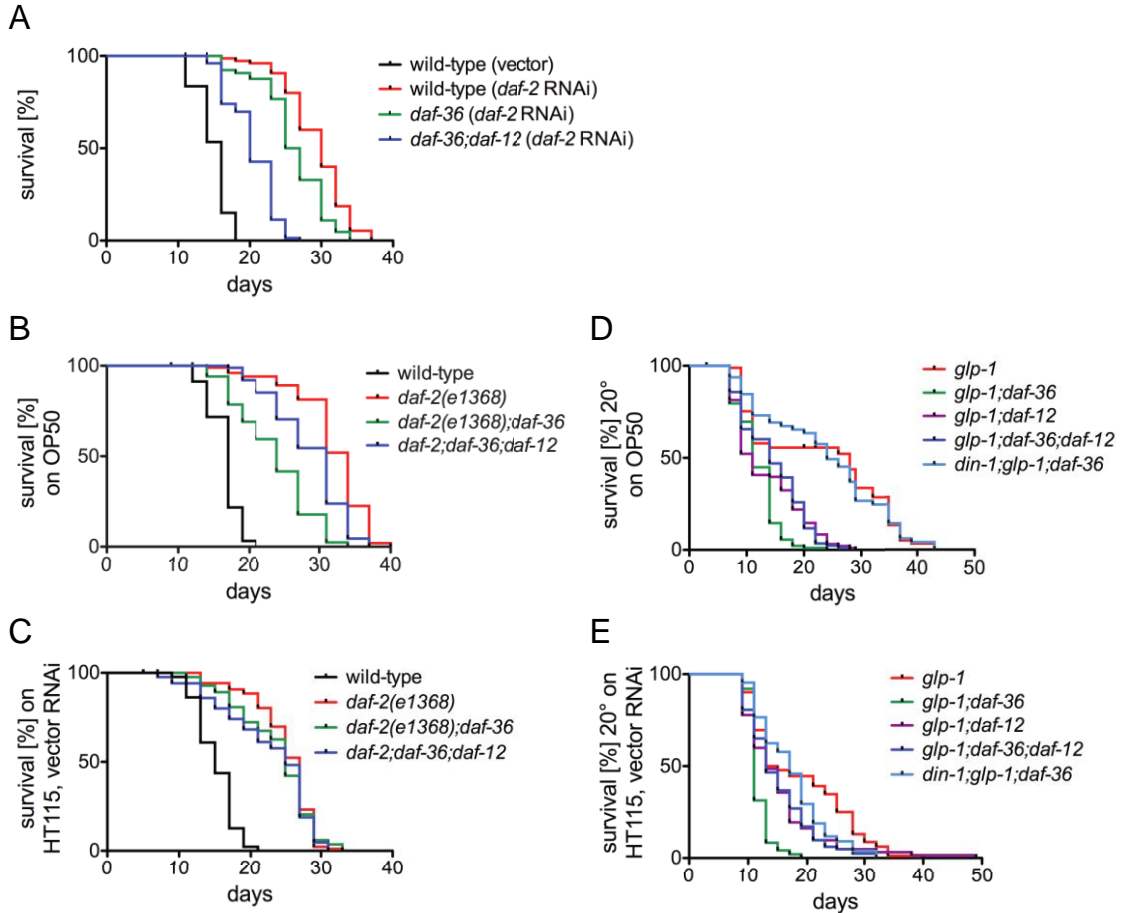 A
100
50
0
survival [%]
0 10 20 30 40
days
wild-type (vector)
wild-type (daf-2 RNAi)
daf-36 (daf-2 RNAi)
daf-36;daf-12 (daf-2 RNAi)
B
100
50
0
survival [%]
on OP50
0 10 20 30 40
days
wild-type
daf-2(e1368)
daf-2(e1368);daf-36
daf-2;daf-36;daf-12
C
100
50
0
survival [%] on
HT115, vector RNAi
0 10 20 30 40
days
wild-type
daf-2(e1368)
daf-2(e1368);daf-36
daf-2;daf-36;daf-12
D
100
50
0
survival [%] 20°
on OP50
0 10 20 30 40 50
days
glp-1
glp-1;daf-36
glp-1;daf-12
glp-1;daf-36;daf-12
din-1;glp-1;daf-36
E
100
50
0
survival [%] 20° on
HT115, vector RNAi
0 10 20 30 40 50
days
glp-1
glp-1;daf-36
glp-1;daf-12
glp-1;daf-36;daf-12
din-1;glp-1;daf-36